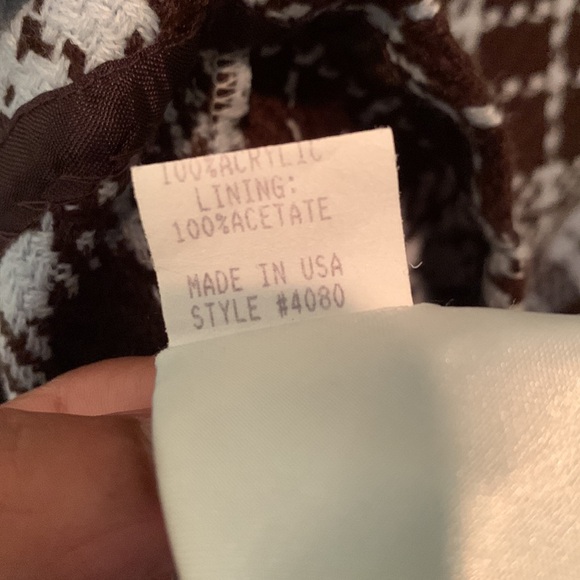 100%ACRYLIC
LINING:
100%ACETATE
MADE IN USA
STYLE #4080